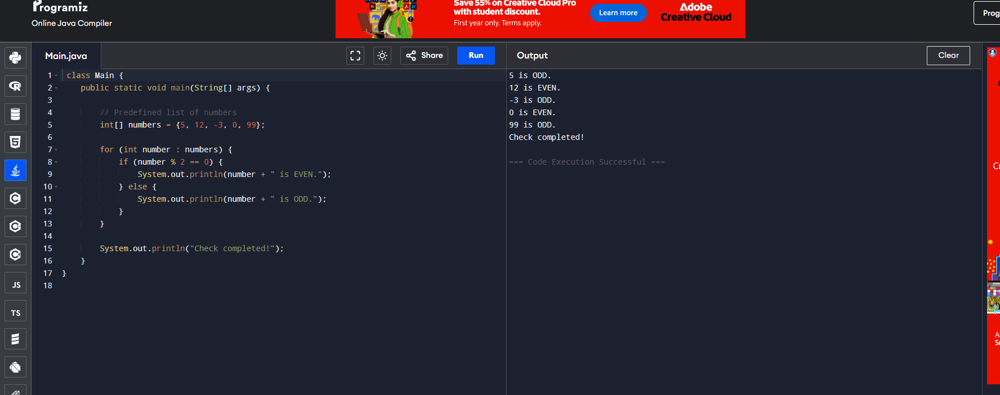 Programiz
Online Java Compiler
Save 55% on Creative Cloud Pro
with student discount.
First year only. Terms apply.
Learn more
Adobe
Creative Cloud
Prog
Main.java
Share
Run
Output
Clear
1 class Main {
2 public static void main(String[] args) {
3
4 // Predefined list of numbers
5 int[] numbers = {5, 12, -3, 0, 99};
6
7 for (int number : numbers) {
8 if (number % 2 == 0) {
9 System.out.println(number + " is EVEN.");
10 } else {
11 System.out.println(number + " is ODD.");
12 }
13 }
14
15 System.out.println("Check completed!");
16 }
17 }
18
5 is ODD.
12 is EVEN.
-3 is ODD.
0 is EVEN.
99 is ODD.
Check completed!
=== Code Execution Successful ===
JS
TS